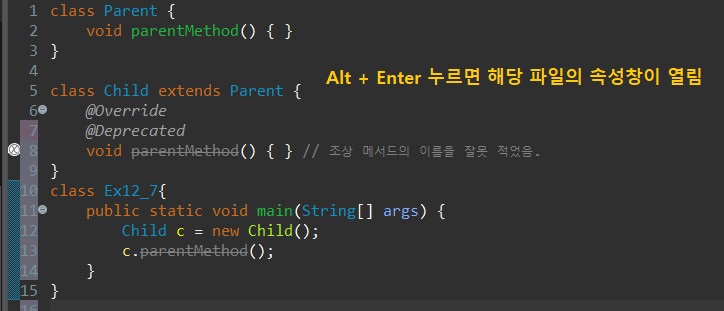 1 class Parent {
2     void parentMethod() { }
3 }
4
Alt + Enter 누르면 해당 파일의 속성창이 열림
5 class Child extends Parent {
6     @Override
7     @Deprecated
8     void parentMethod() { } // 조상 메서드의 이름을 잘못 적었음.
9 }
10 class Ex12_7{
11     public static void main(String[] args) {
12         Child c = new Child();
13         c.parentMethod();
14     }
15 }
16